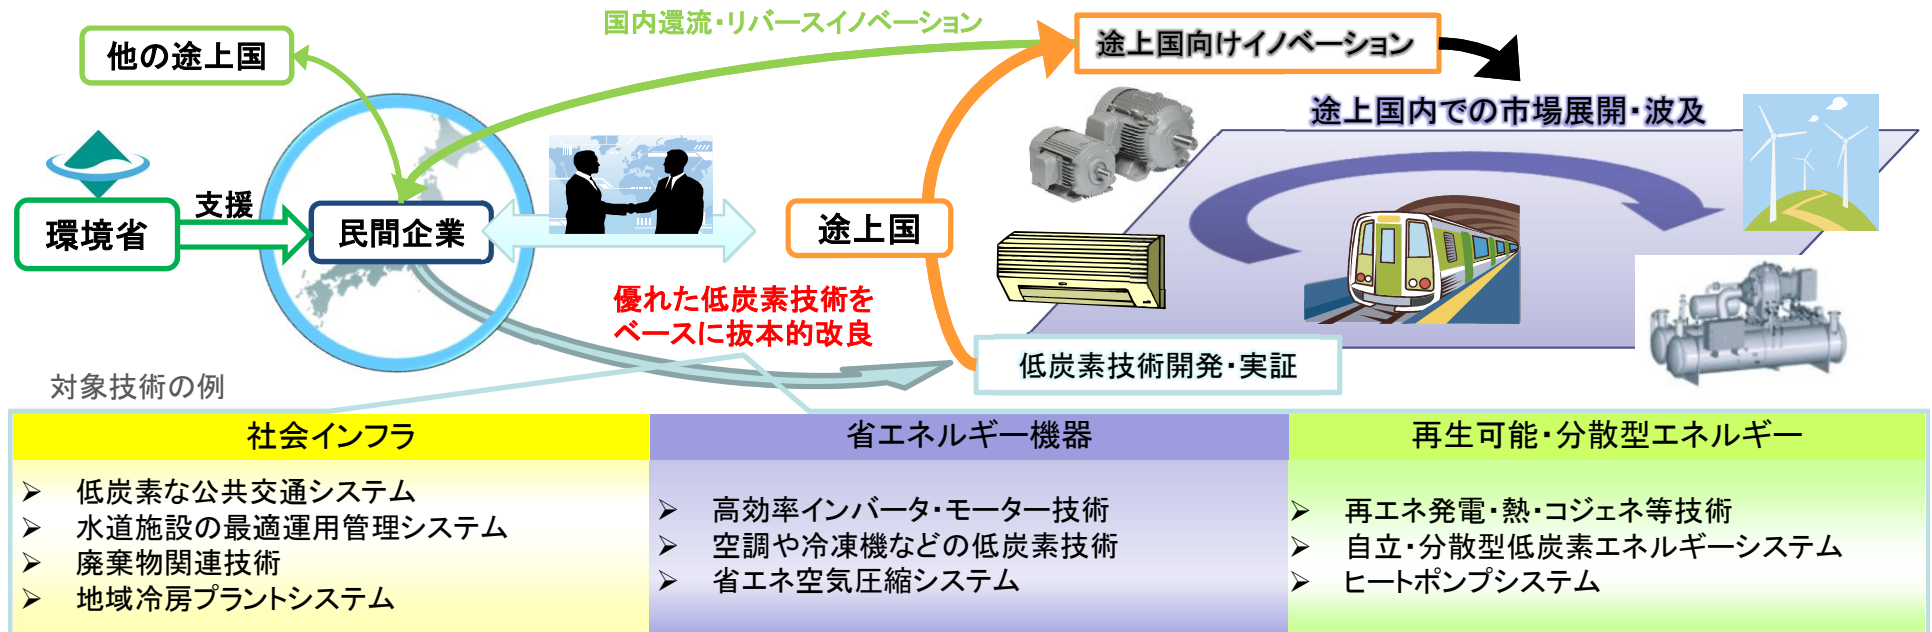 国内還流・リバースイノベーション
他の途上国
途上国向けイノベーション
途上国内での市場展開・波及
支援
環境省
民間企業
途上国
優れた低炭素技術を
ベースに抜本的改良
低炭素技術開発・実証
対象技術の例
社会インフラ
➢ 低炭素な公共交通システム
➢ 水道施設の最適運用管理システム
➢ 廃棄物関連技術
➢ 地域冷房プラントシステム
省エネルギー機器
➢ 高効率インバータ・モーター技術
➢ 空調や冷凍機などの低炭素技術
➢ 省エネ空気圧縮システム
再生可能・分散型エネルギー
➢ 再エネ発電・熱・コジェネ等技術
➢ 自立・分散型低炭素エネルギーシステム
➢ ヒートポンプシステム